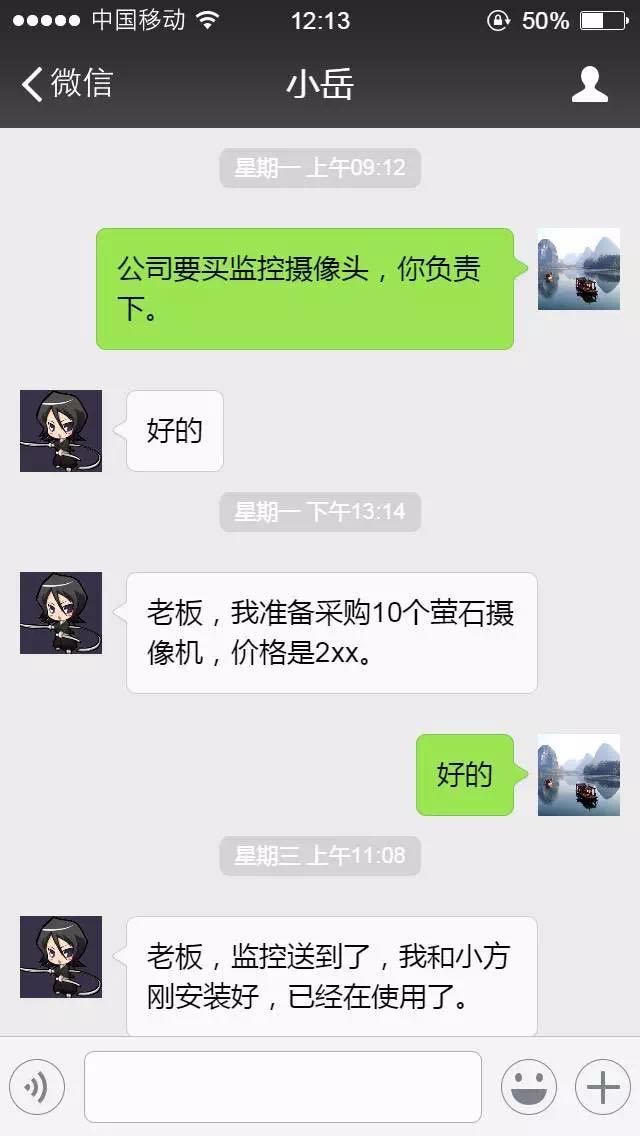 中国移动 12:13 50%
微信 小岳
星期一 上午09:12
公司要买监控摄像头，你负责
下。
好的
星期一 下午13:14
老板，我准备采购10个萤石摄
像机，价格是2xx。
好的
星期三 上午11:08
老板，监控送到了，我和小方
刚安装好，已经在使用了。